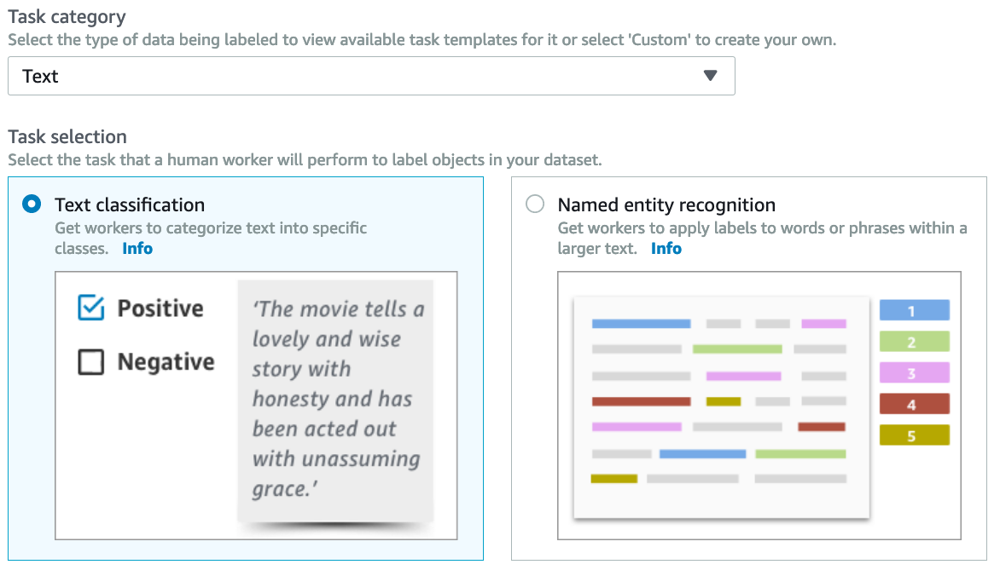 Task category
Select the type of data being labeled to view available task templates for it or select 'Custom' to create your own.
Text
Task selection
Select the task that a human worker will perform to label objects in your dataset.
Text classification
Get workers to categorize text into specific
classes. Info
Positive
Negative
‘The movie tells a
lovely and wise
story with
honesty and has
been acted out
with unassuming
grace.’
Named entity recognition
Get workers to apply labels to words or phrases within a
larger text. Info
1
2
3
4
5